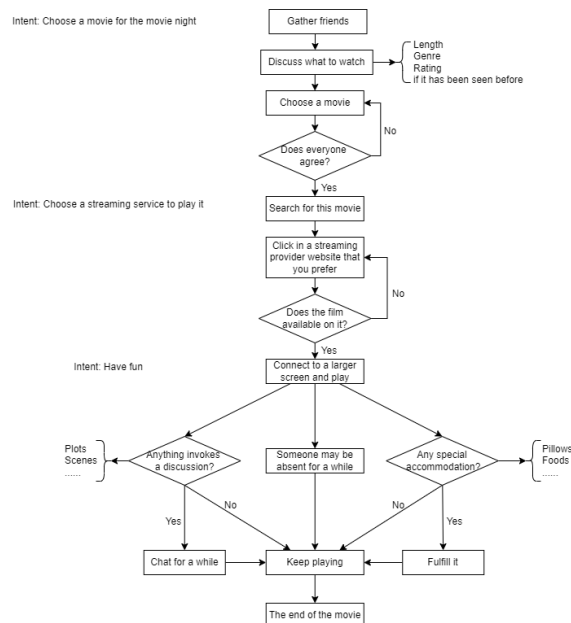 Intent: Choose a movie for the movie night
Gather friends
Discuss what to watch
Length
Genre
Rating
if it has been seen before
Choose a movie
No
Does everyone
agree?
Yes
Intent: Choose a streaming service to play it
Search for this movie
Click in a streaming
provider website that
you prefer
No
Does the film
available on it?
Yes
Intent: Have fun
Connect to a larger
screen and play
Plots
Scenes
......
Anything invokes
a discussion?
Someone may be
absent for a while
Any special
accommodation?
Pillows
Foods
......
Yes
No
No
Yes
Chat for a while
Keep playing
Fulfill it
The end of the movie